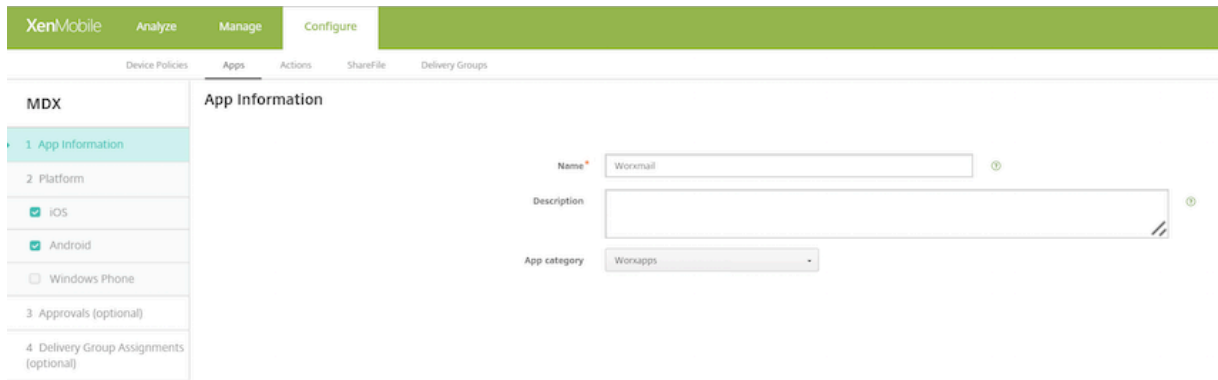 XenMobile Analyze Manage Configure
Device Policies Apps Actions ShareFile Delivery Groups
MDX
App Information
1 App Information
2 Platform
iOS
Android
Windows Phone
3 Approvals (optional)
4 Delivery Group Assignments
(optional)
Name* Worxmail
Description
App category Worxapps